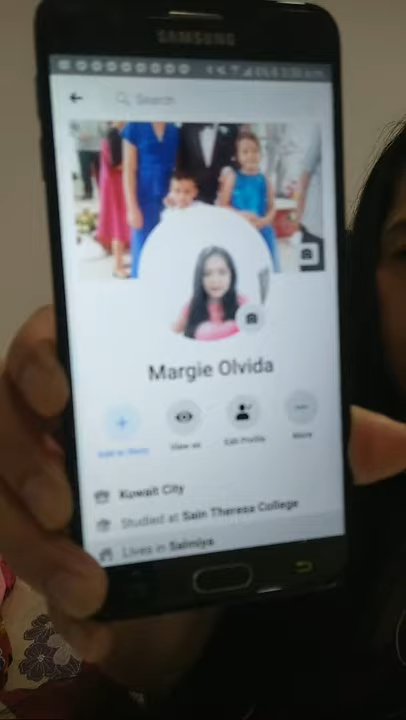 SAMSUNG
Search
Margie Olvida
Add to Story
View as
Edit Profile
More
Kuwait City
Studied at Sain Theresa College
Lives in Salmiya